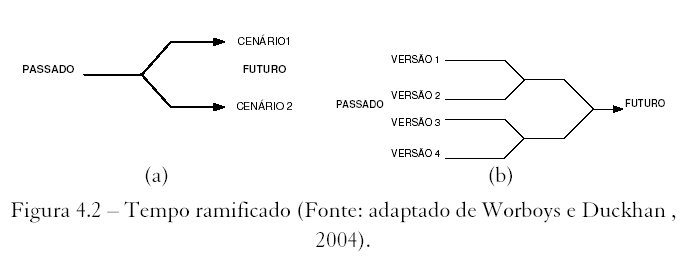 PASSADO
CENÁRIO1
FUTURO
CENÁRIO 2
(a)
VERSÃO 1
VERSÃO 2
PASSADO
VERSÃO 3
VERSÃO 4
FUTURO
(b)
Figura 4.2 – Tempo ramificado (Fonte: adaptado de Worboys e Duckhan ,
2004).